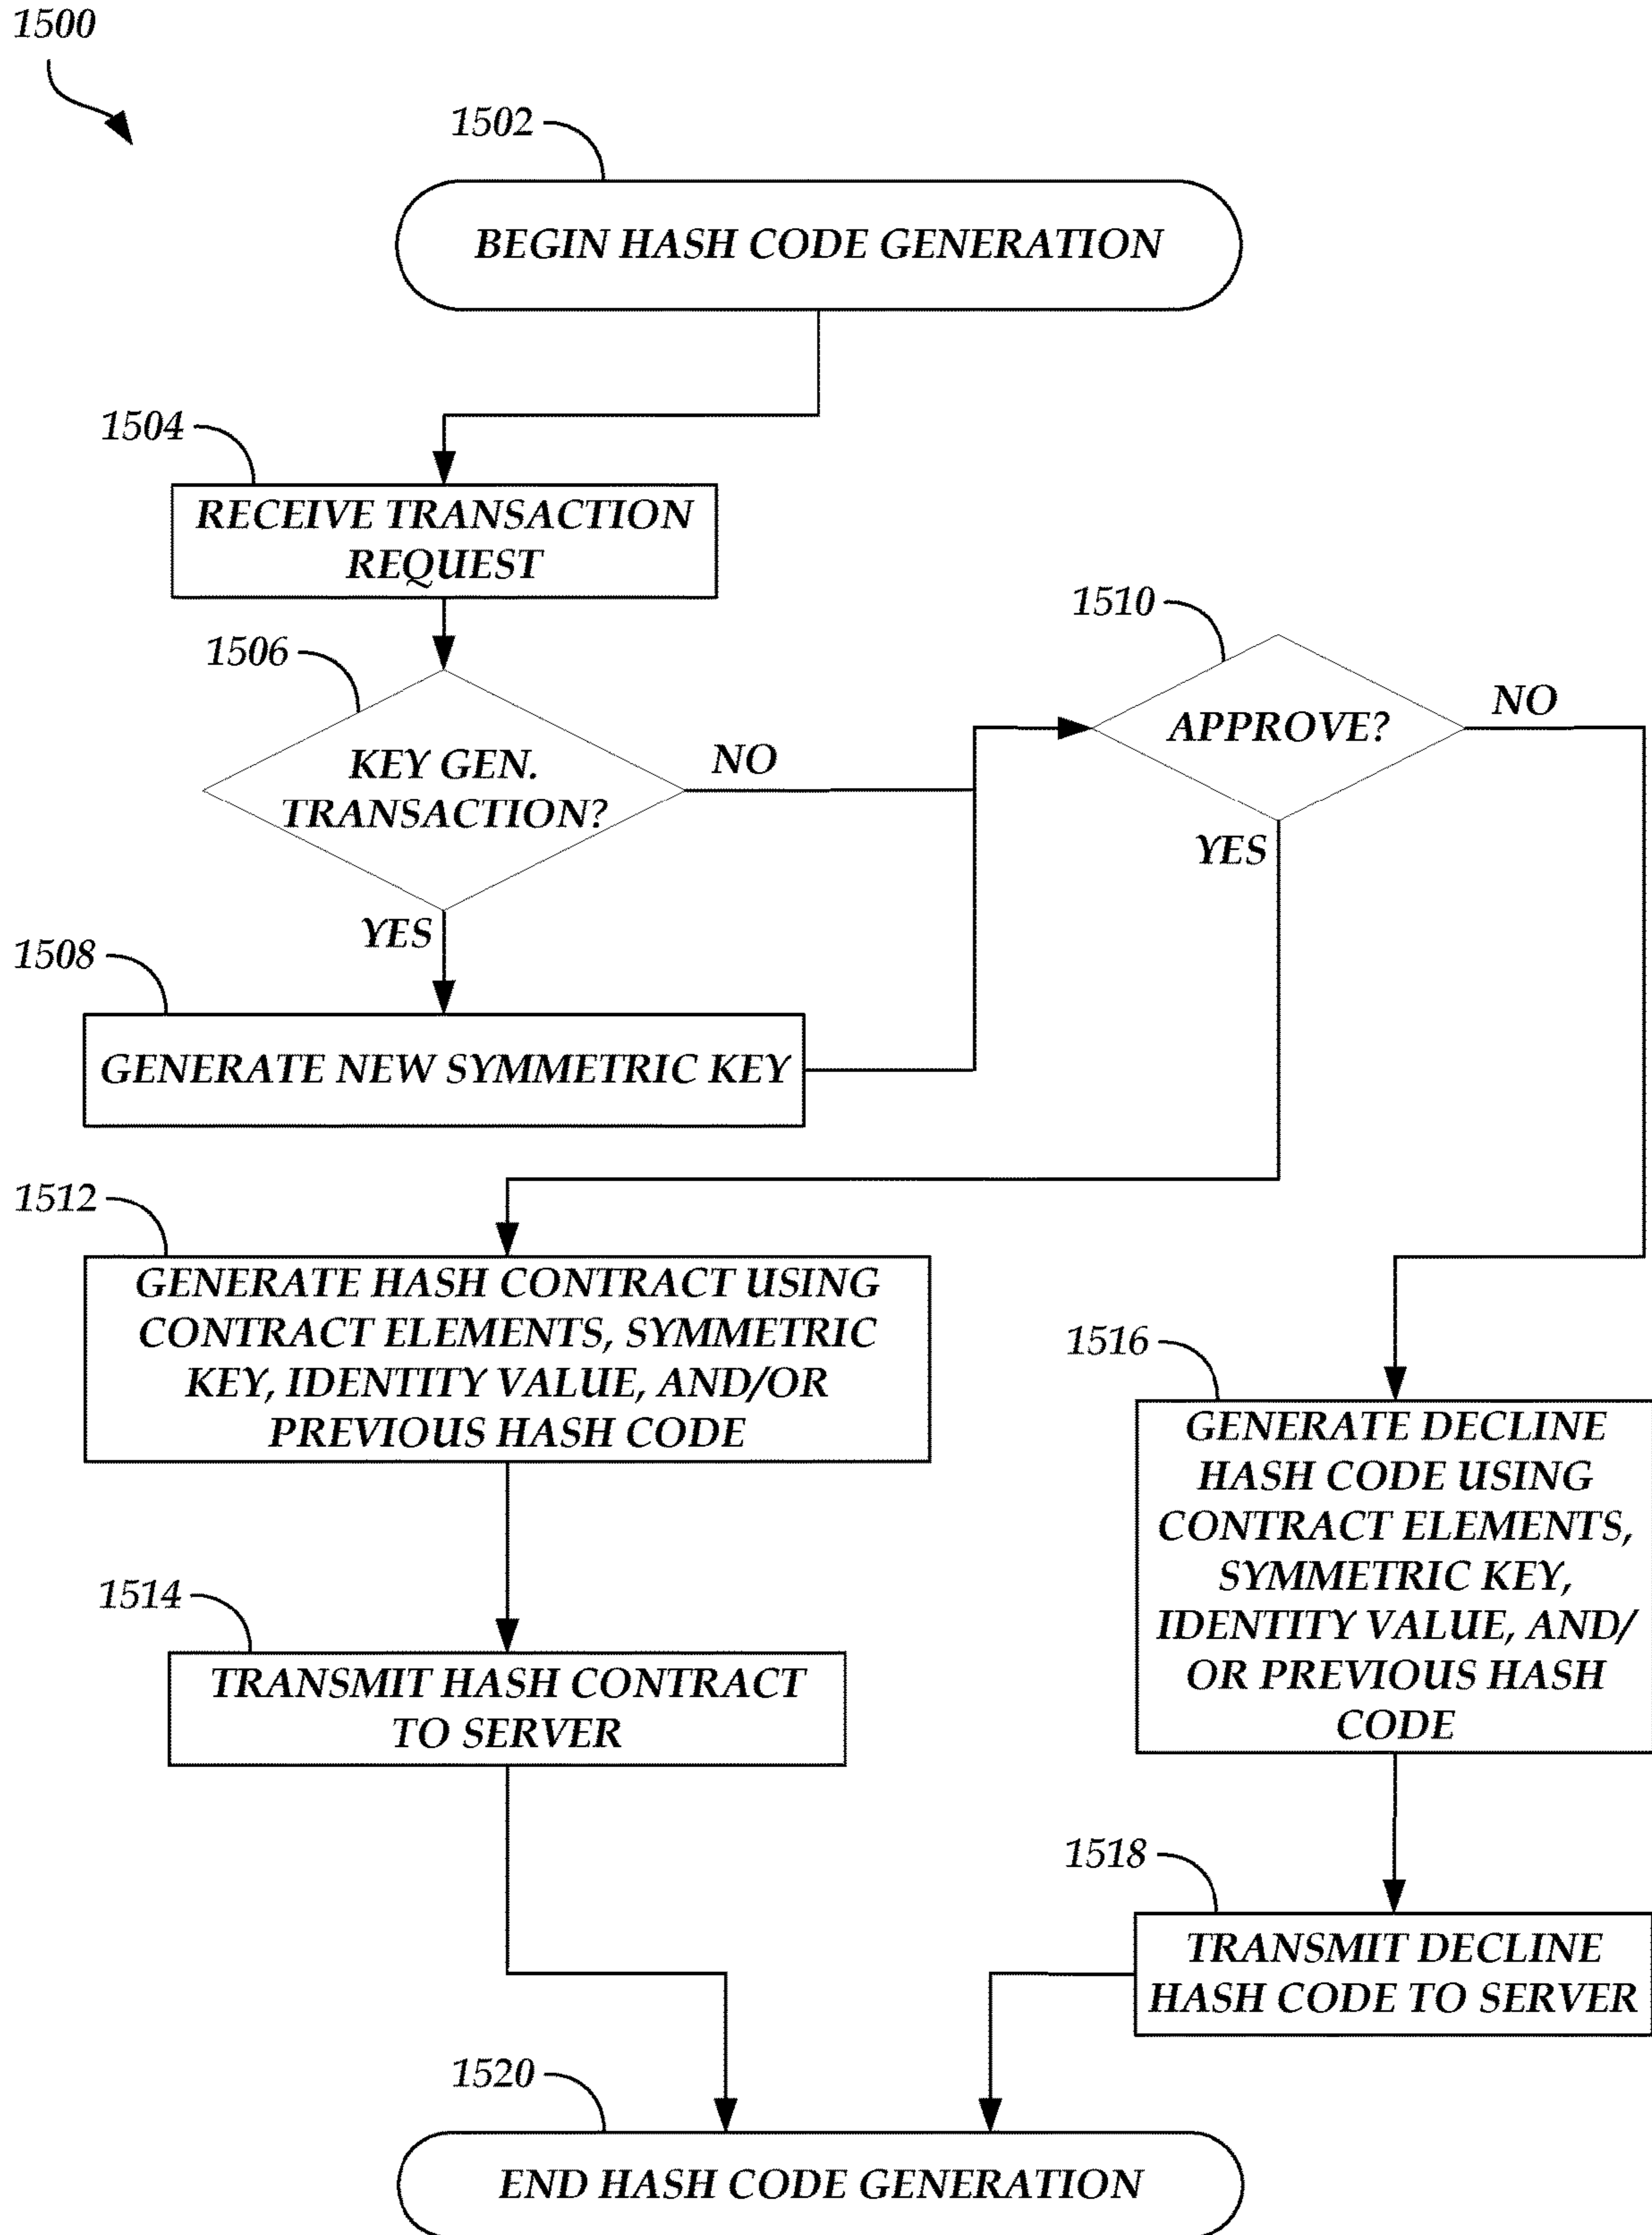 1500
1502
BEGIN HASH CODE GENERATION
1504
RECEIVE TRANSACTION
REQUEST
1506
KEY GEN.
TRANSACTION?
NO
YES
1508
GENERATE NEW SYMMETRIC KEY
1510
APPROVE?
NO
YES
1512
GENERATE HASH CONTRACT USING
CONTRACT ELEMENTS, SYMMETRIC
KEY, IDENTITY VALUE, AND/OR
PREVIOUS HASH CODE
1514
TRANSMIT HASH CONTRACT
TO SERVER
1516
GENERATE DECLINE
HASH CODE USING
CONTRACT ELEMENTS,
SYMMETRIC KEY,
IDENTITY VALUE, AND/
OR PREVIOUS HASH
CODE
1518
TRANSMIT DECLINE
HASH CODE TO SERVER
1520
END HASH CODE GENERATION